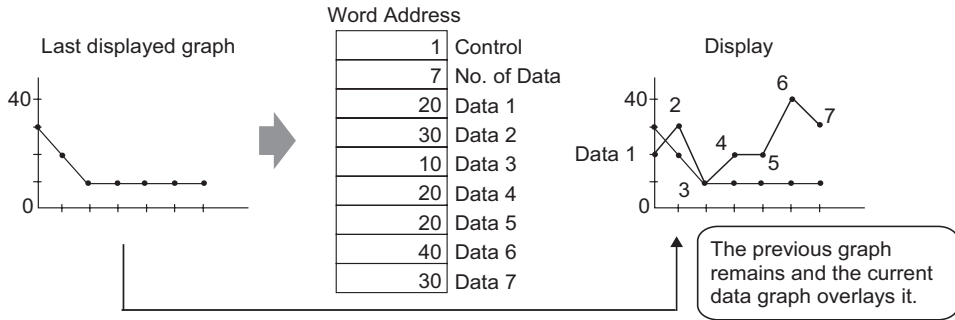 Word Address
Last displayed graph
40
0
1 Control
7 No. of Data
20 Data 1
30 Data 2
10 Data 3
20 Data 4
20 Data 5
40 Data 6
30 Data 7
Display
40
Data 1
0
2
3
4
5
6
7
The previous graph
remains and the current
data graph overlays it.